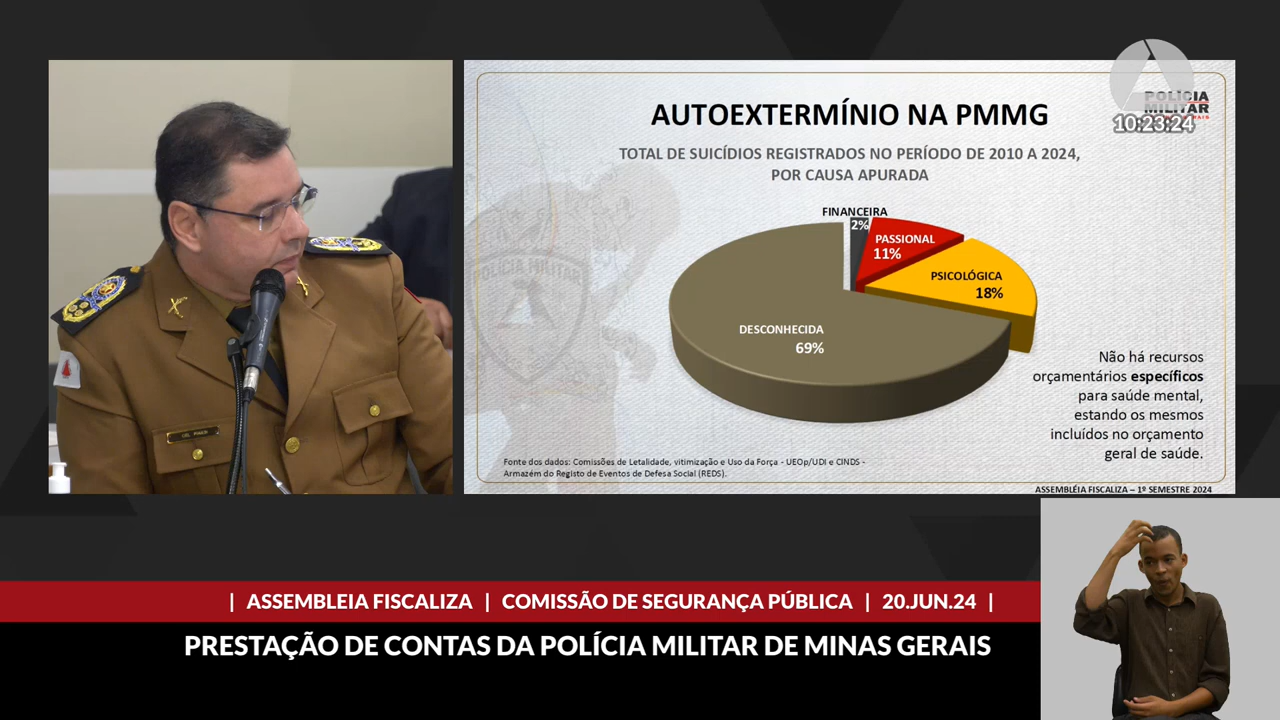 AUTOEXTERMÍNIO NA PMMG
POLÍCIA
MILITAR
10:23:24
TOTAL DE SUICÍDIOS REGISTRADOS NO PERÍODO DE 2010 A 2024,
POR CAUSA APURADA
FINANCEIRA
2%
PASSIONAL
11%
PSICOLÓGICA
18%
DESCONHECIDA
69%
POLÍCIA MILITAR
Não há recursos
orçamentários específicos
para saúde mental,
estando os mesmos
incluídos no orçamento
geral de saúde.
Fonte dos dados: Comissões de Letalidade, vitimização e Uso da Força - UEOp/UDI e CINDS -
Armazém do Registo de Eventos de Defesa Social (REDS).
ASSEMBLÉIA FISCALIZA – 1º SEMESTRE 2024
| ASSEMBLEIA FISCALIZA | COMISSÃO DE SEGURANÇA PÚBLICA | 20.JUN.24 |
PRESTAÇÃO DE CONTAS DA POLÍCIA MILITAR DE MINAS GERAIS